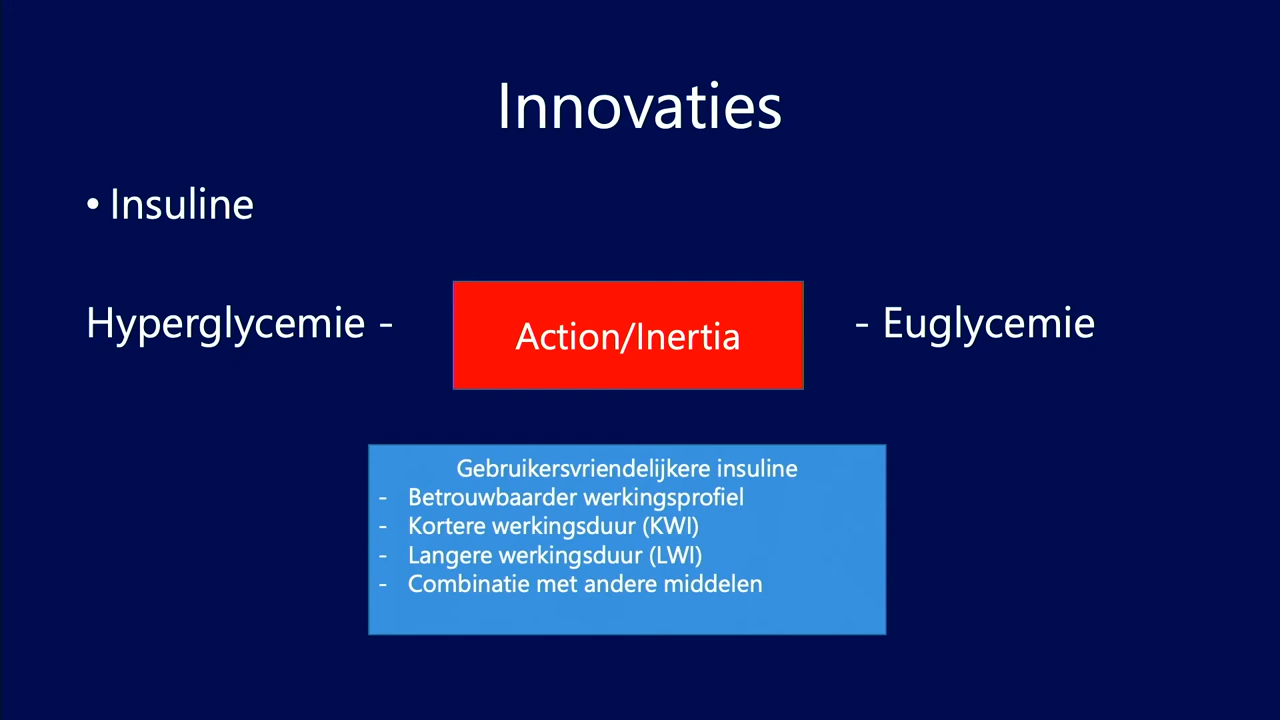 Innovaties
• Insuline
Hyperglycemie - Action/Inertia - Euglycemie
Gebruikersvriendelijkere insuline
- Betrouwbaarder werkingsprofiel
- Kortere werkingsduur (KWI)
- Langere werkingsduur (LWI)
- Combinatie met andere middelen